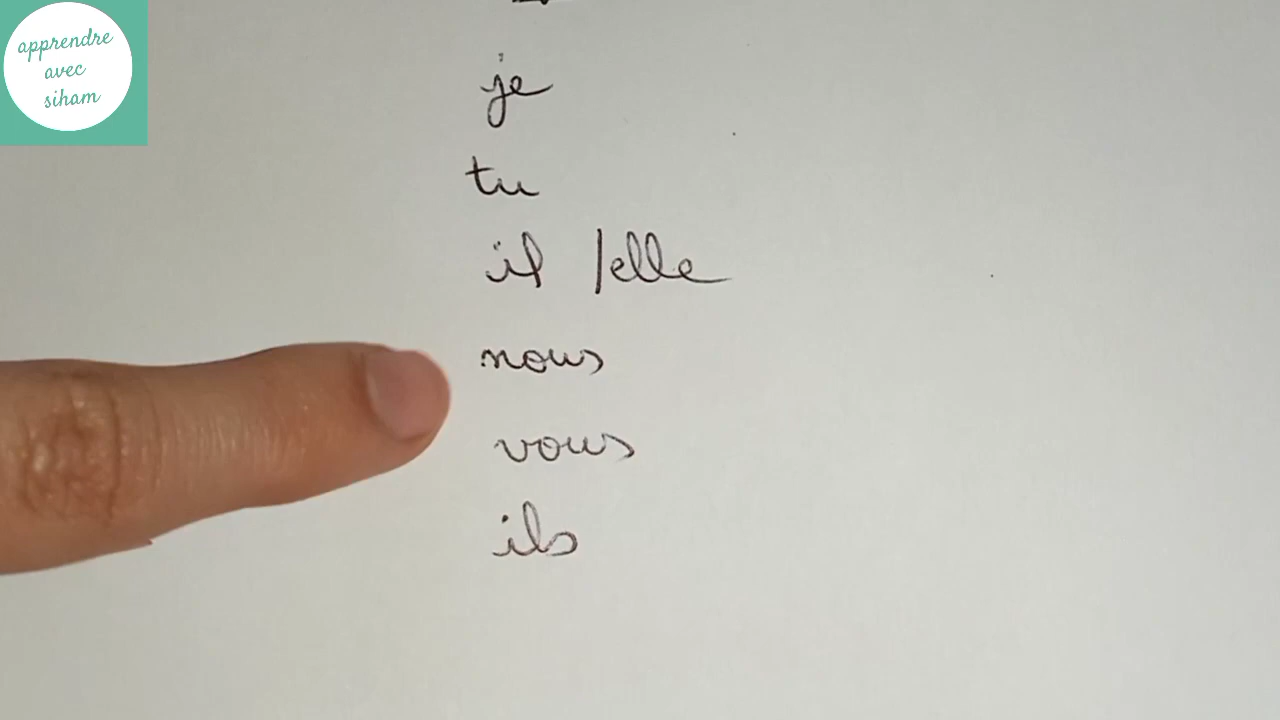 apprendre
avec
siham
je
tu
il /elle
nous
vous
ils